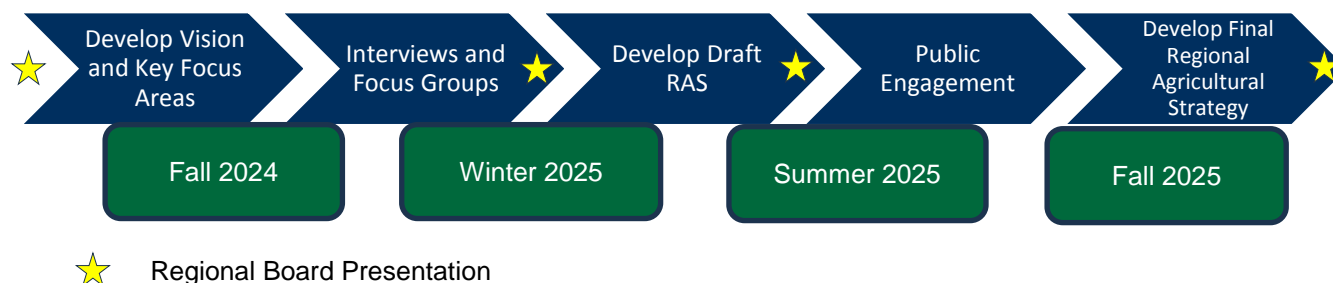 Develop Vision
and Key Focus
Areas
Interviews and
Focus Groups
Develop Draft
RAS
Public
Engagement
Develop Final
Regional
Agricultural
Strategy
Fall 2024
Winter 2025
Summer 2025
Fall 2025
Regional Board Presentation